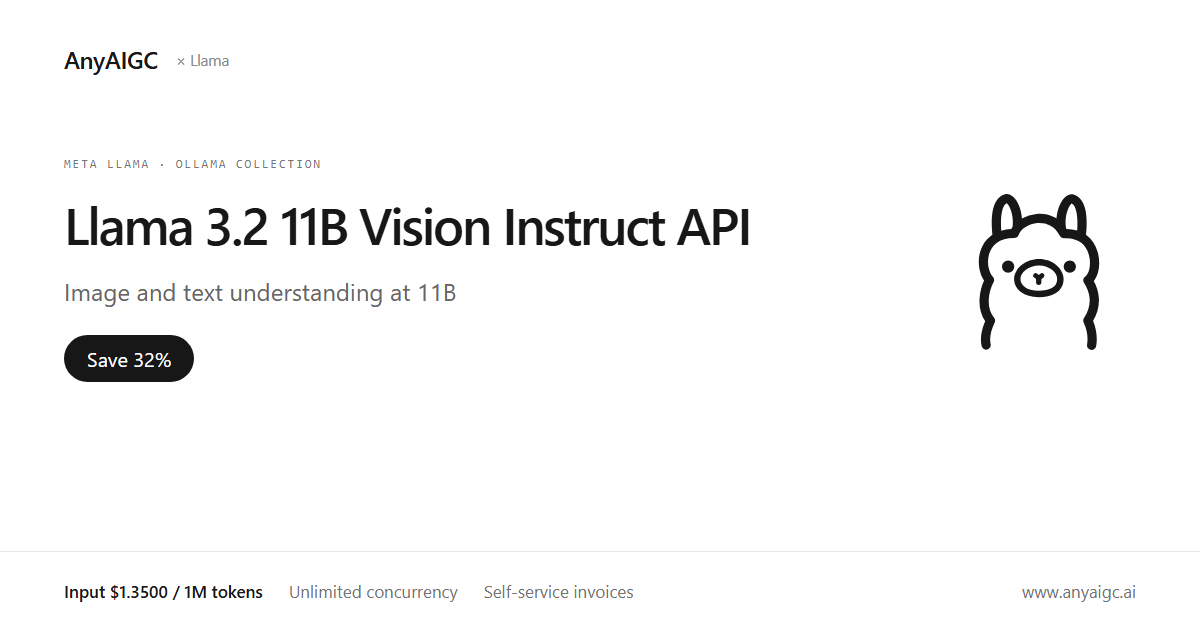 AnyAIGC × Llama
META LLAMA · OLLAMA COLLECTION
Llama 3.2 11B Vision Instruct API
Image and text understanding at 11B
Save 32%
Input $1.3500 / 1M tokens Unlimited concurrency Self-service invoices www.anyaigc.ai